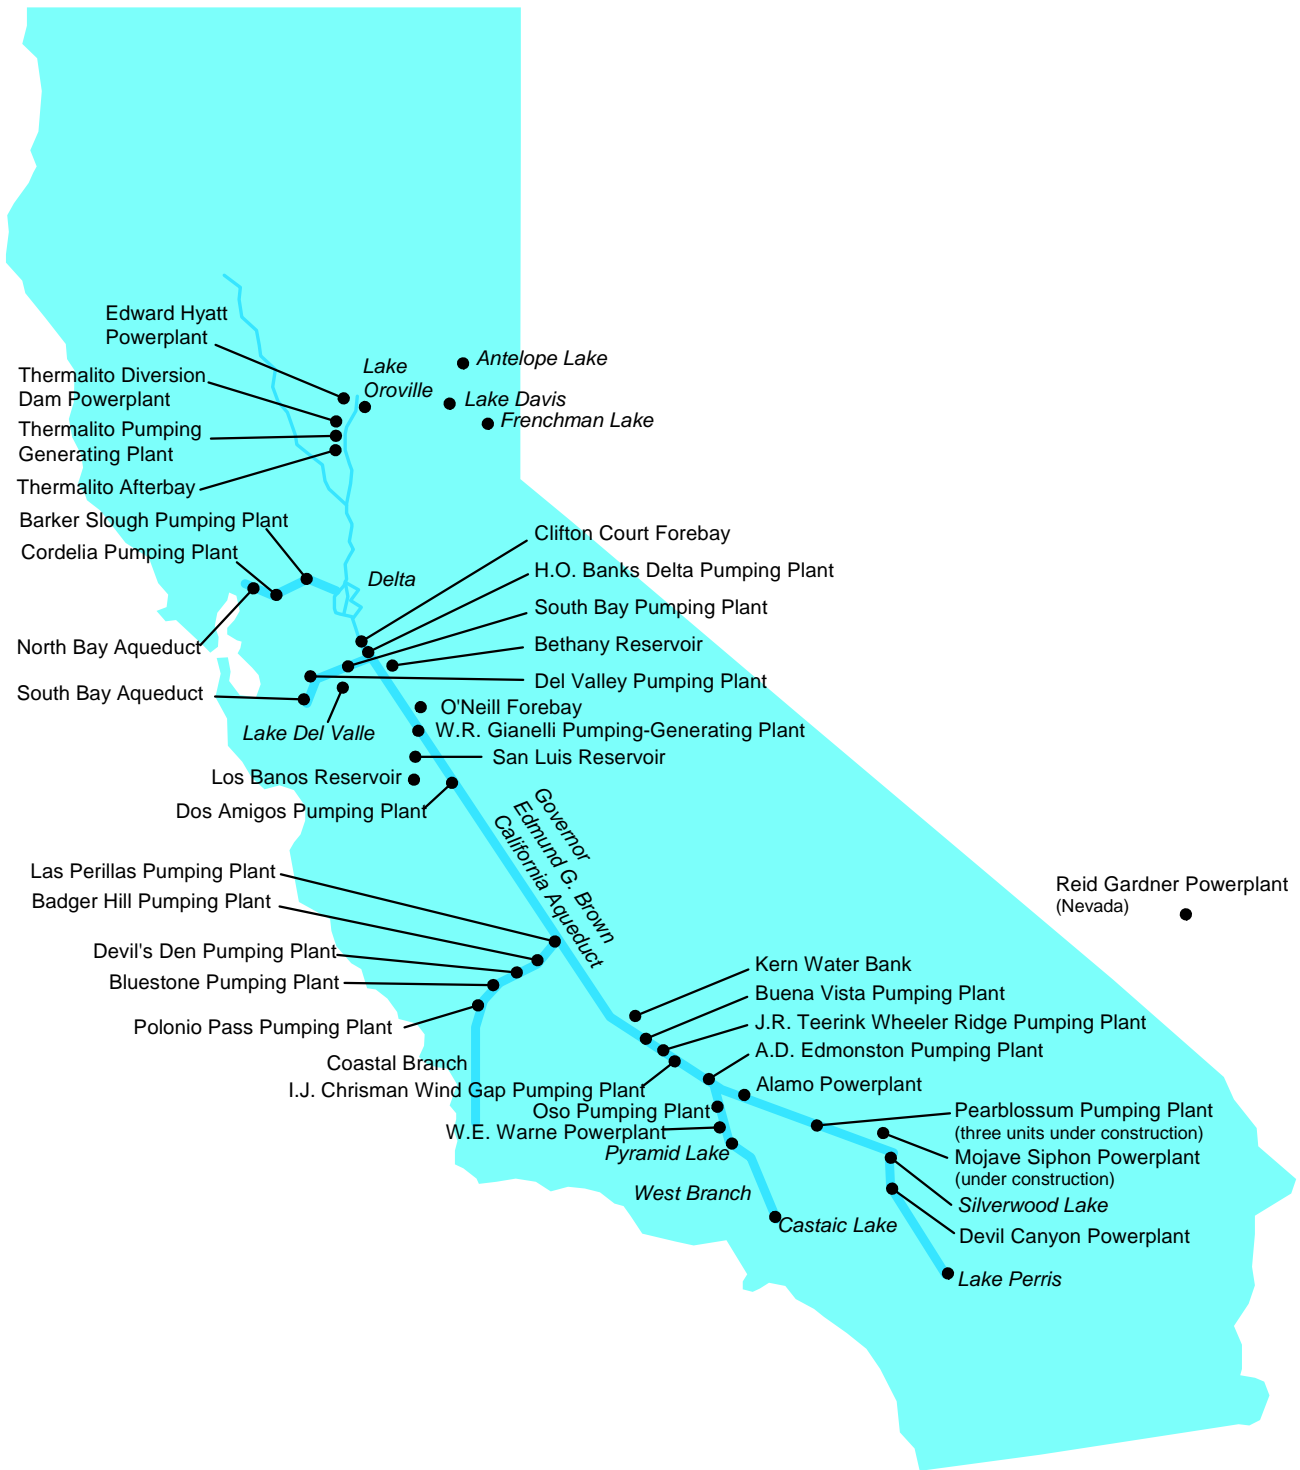 Edward Hyatt
Powerplant
Lake
Oroville
Antelope Lake
Thermalito Diversion
Dam Powerplant
Lake Davis
Frenchman Lake
Thermalito Pumping
Generating Plant
Thermalito Afterbay
Barker Slough Pumping Plant
Cordelia Pumping Plant
Clifton Court Forebay
Delta
H.O. Banks Delta Pumping Plant
South Bay Pumping Plant
North Bay Aqueduct
Bethany Reservoir
Del Valley Pumping Plant
South Bay Aqueduct
O'Neill Forebay
Lake Del Valle
W.R. Gianelli Pumping-Generating Plant
San Luis Reservoir
Los Banos Reservoir
Dos Amigos Pumping Plant
Governor
Edmund G. Brown
California Aqueduct
Las Perillas Pumping Plant
Badger Hill Pumping Plant
Reid Gardner Powerplant
(Nevada)
Devil's Den Pumping Plant
Bluestone Pumping Plant
Kern Water Bank
Buena Vista Pumping Plant
Polonio Pass Pumping Plant
J.R. Teerink Wheeler Ridge Pumping Plant
A.D. Edmonston Pumping Plant
Coastal Branch
I.J. Chrisman Wind Gap Pumping Plant
Alamo Powerplant
Oso Pumping Plant
Pearblossum Pumping Plant
(three units under construction)
W.E. Warne Powerplant
Pyramid Lake
Mojave Siphon Powerplant
(under construction)
West Branch
Silverwood Lake
Castaic Lake
Devil Canyon Powerplant
Lake Perris